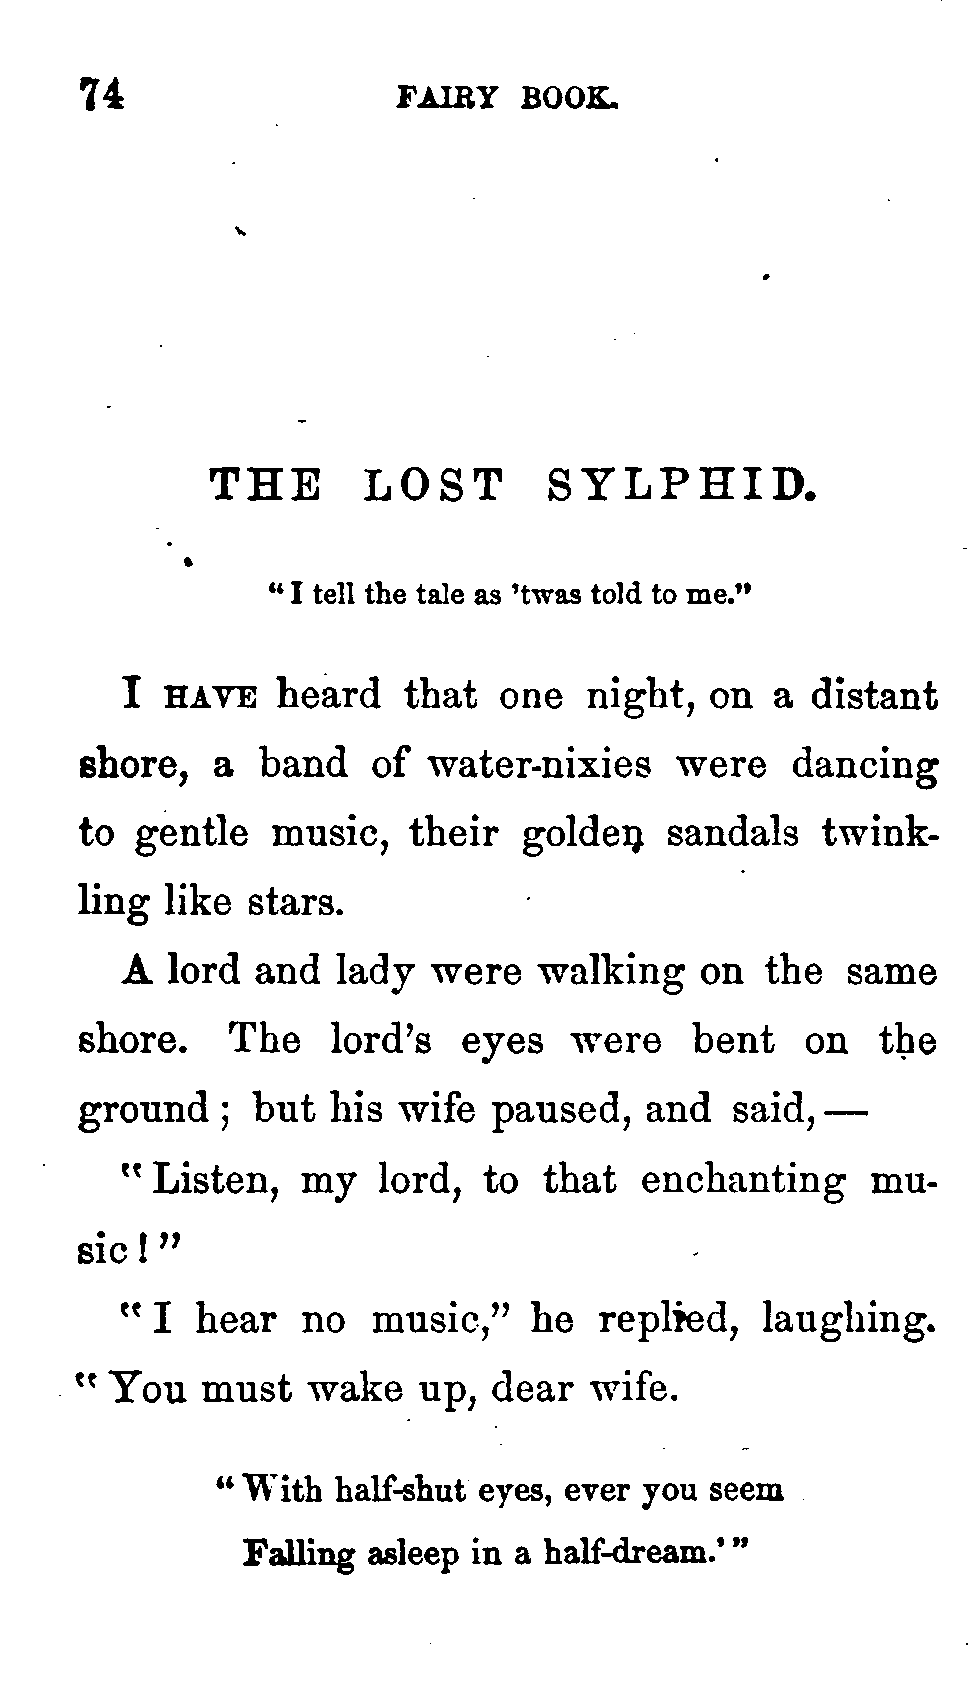 74 FAIRY BOOK.
THE LOST SYLPHID.
“I tell the tale as ’twas told to me.”
I HAVE heard that one night, on a distant
shore, a band of water-nixies were dancing
to gentle music, their golden sandals twink-
ling like stars.
A lord and lady were walking on the same
shore. The lord’s eyes were bent on the
ground; but his wife paused, and said,—
“Listen, my lord, to that enchanting mu-
sic!”
“I hear no music,” he replied, laughing.
“You must wake up, dear wife.
“With half-shut eyes, ever you seem
Falling asleep in a half-dream.’”